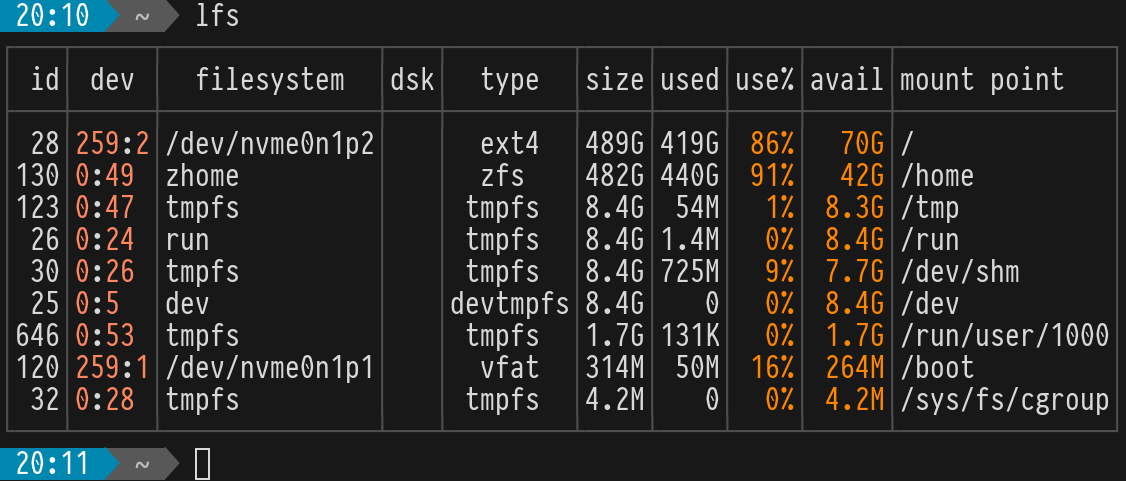 20:10 ~ lfs
id dev filesystem dsk type size used use% avail mount point
28 259:2 /dev/nvme0n1p2 ext4 489G 419G 86% 70G /
130 0:49 zhome zfs 482G 440G 91% 42G /home
123 0:47 tmpfs tmpfs 8.4G 54M 1% 8.3G /tmp
26 0:24 run tmpfs 8.4G 1.4M 0% 8.4G /run
30 0:26 tmpfs tmpfs 8.4G 725M 9% 7.7G /dev/shm
25 0:5 dev devtmpfs 8.4G 0 0% 8.4G /dev
646 0:53 tmpfs tmpfs 1.7G 131K 0% 1.7G /run/user/1000
120 259:1 /dev/nvme0n1p1 vfat 314M 50M 16% 264M /boot
32 0:28 tmpfs tmpfs 4.2M 0 0% 4.2M /sys/fs/cgroup
20:11 ~